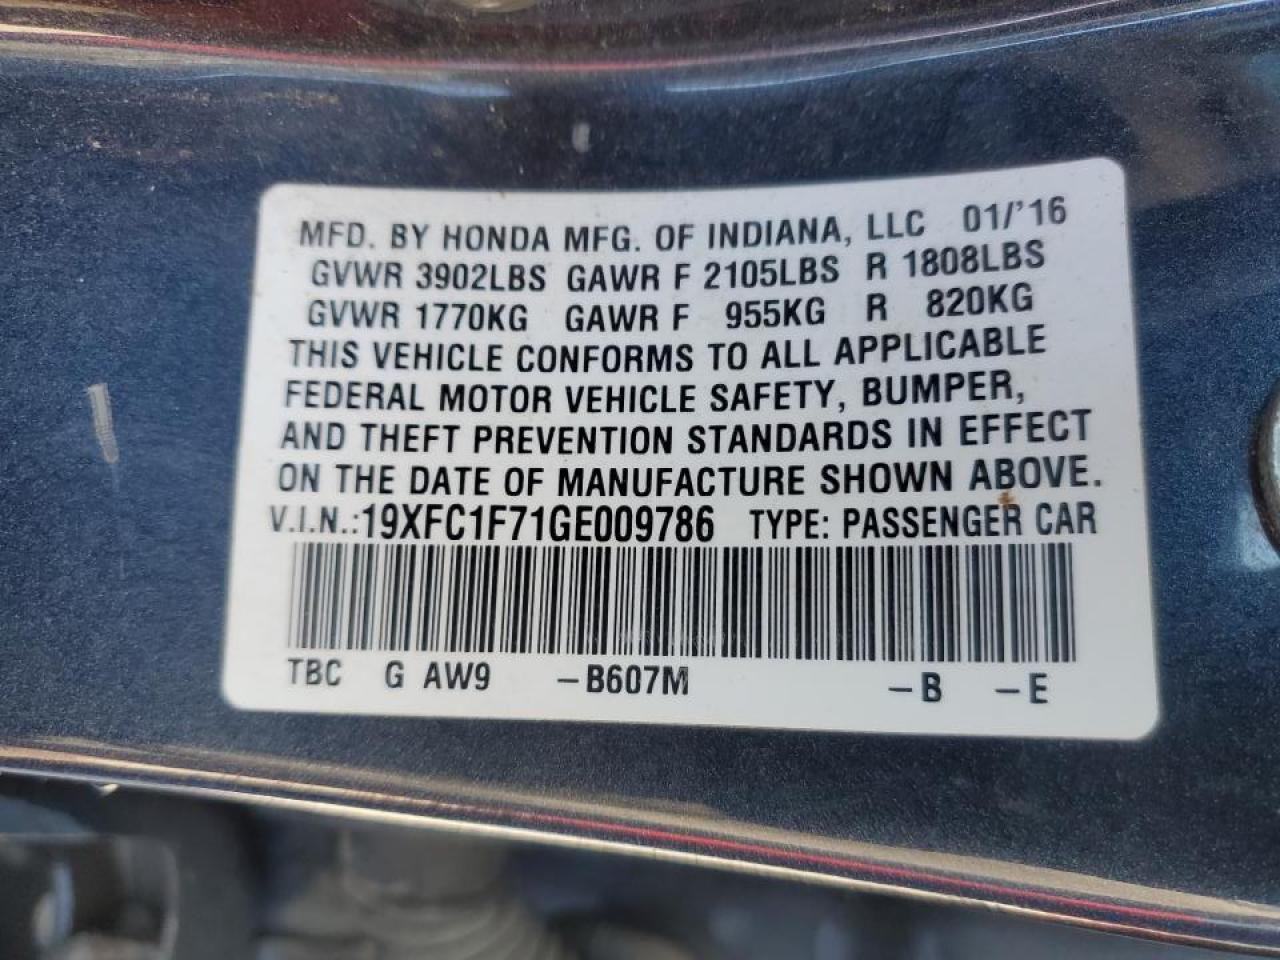 MFD. BY HONDA MFG. OF INDIANA, LLC 01/'16
GVWR 3902LBS GAWR F 2105LBS R 1808LBS
GVWR 1770KG GAWR F 955KG R 820KG
THIS VEHICLE CONFORMS TO ALL APPLICABLE
FEDERAL MOTOR VEHICLE SAFETY, BUMPER,
AND THEFT PREVENTION STANDARDS IN EFFECT
ON THE DATE OF MANUFACTURE SHOWN ABOVE.
V.I.N.:19XFC1F71GE009786 TYPE: PASSENGER CAR
TBC G AW9 -B607M -B -E